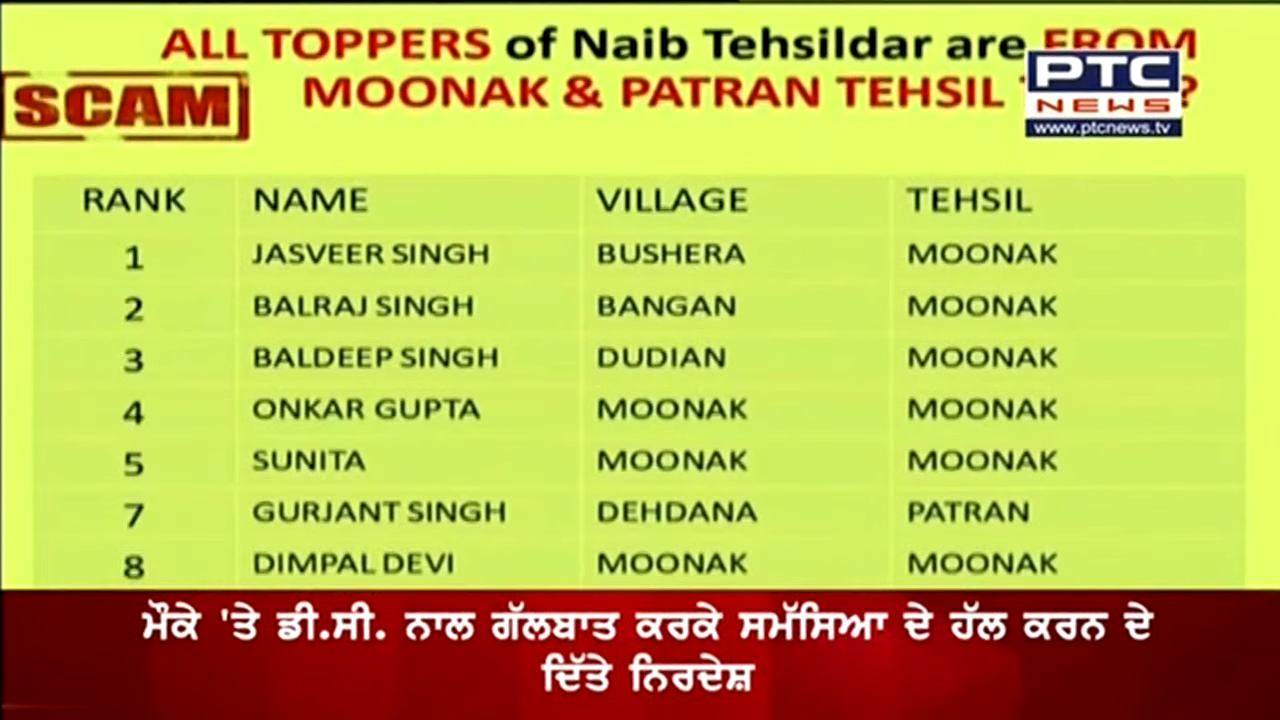 ALL TOPPERS of Naib Tehsildar are FROM
MOONAK & PATRAN TEHSIL ?
SCAM
PTC
NEWS
www.ptcnews.tv
RANK NAME VILLAGE TEHSIL
1 JASVEER SINGH BUSHERA MOONAK
2 BALRAJ SINGH BANGAN MOONAK
3 BALDEEP SINGH DUDIAN MOONAK
4 ONKAR GUPTA MOONAK MOONAK
5 SUNITA MOONAK MOONAK
7 GURJANT SINGH DEHDANA PATRAN
8 DIMPAL DEVI MOONAK MOONAK
ਮੌਕੇ 'ਤੇ ਡੀ.ਸੀ. ਨਾਲ ਗੱਲਬਾਤ ਕਰਕੇ ਸਮੱਸਿਆ ਦੇ ਹੱਲ ਕਰਨ ਦੇ
ਦਿੱਤੇ ਨਿਰਦੇਸ਼